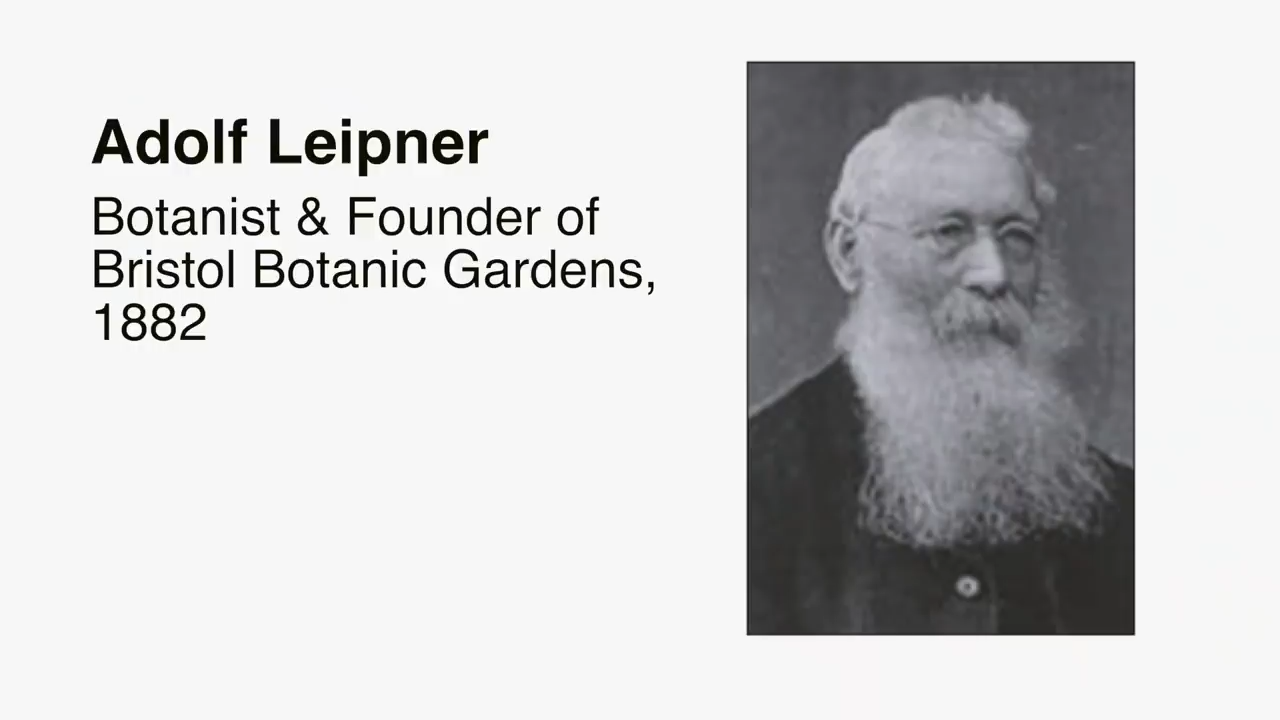 Adolf Leipner
Botanist & Founder of
Bristol Botanic Gardens,
1882